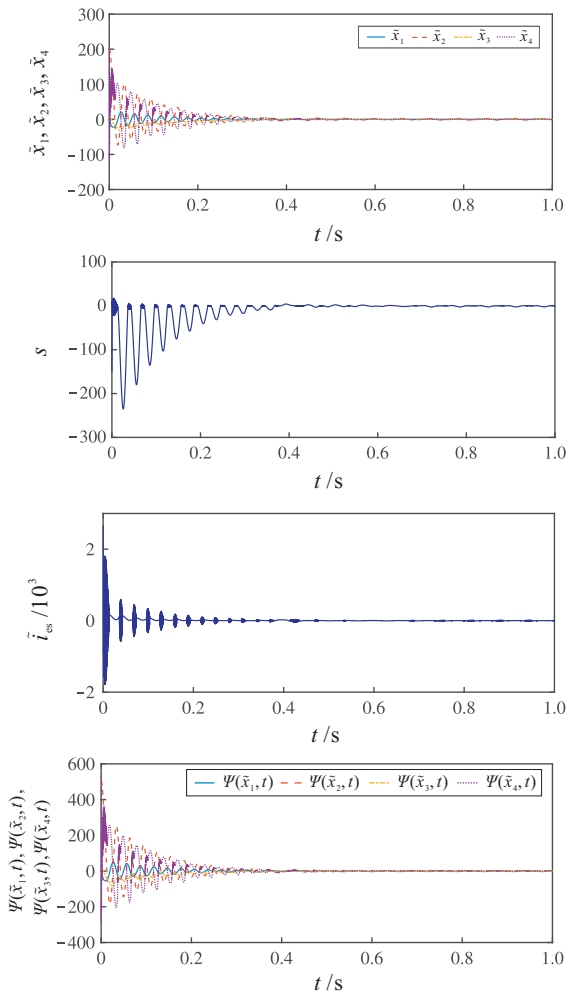 x̃₁ x̃₂ x̃₃ x̃₄
x̃₁, x̃₂, x̃₃, x̃₄
300
200
100
0
−100
−200
0 0.2 0.4 0.6 0.8 1.0
t/s
s
100
0
−100
−200
−300
0 0.2 0.4 0.6 0.8 1.0
t/s
ĩₑₛ/10³
2
0
−2
0 0.2 0.4 0.6 0.8 1.0
t/s
Ψ(x̃₁, t) Ψ(x̃₂, t) Ψ(x̃₃, t) Ψ(x̃₄, t)
Ψ(x̃₁, t), Ψ(x̃₂, t),
Ψ(x̃₃, t), Ψ(x̃₄, t)
600
400
200
0
−200
−400
0 0.2 0.4 0.6 0.8 1.0
t/s